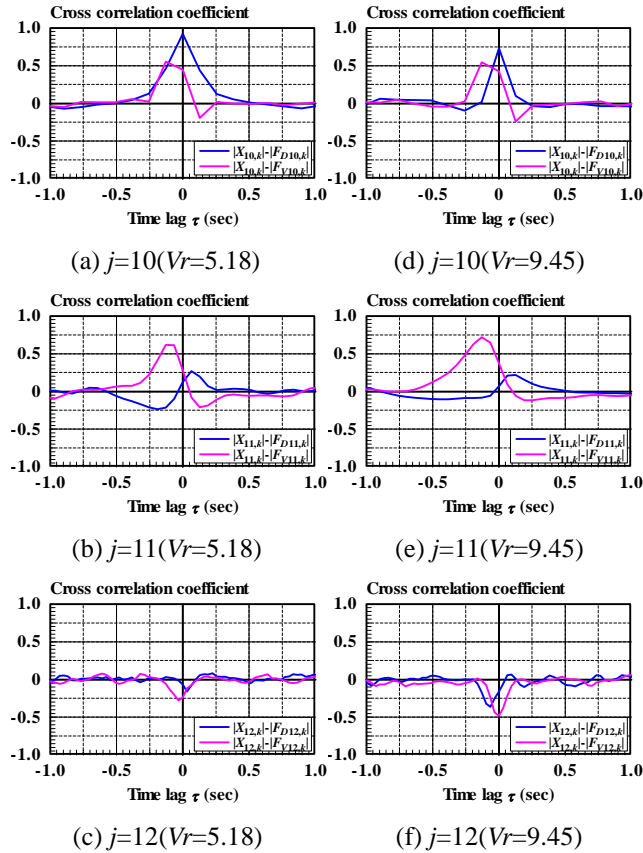 Cross correlation coefficient
1.0
0.5
0
-0.5
-1.0
|X10,k|-|FD10,k|
|X10,k|-|FV10,k|
-1.0 -0.5 0 0.5 1.0
Time lag τ (sec)
(a) j=10(Vr=5.18)
Cross correlation coefficient
1.0
0.5
0
-0.5
-1.0
|X10,k|-|FD10,k|
|X10,k|-|FV10,k|
-1.0 -0.5 0 0.5 1.0
Time lag τ (sec)
(d) j=10(Vr=9.45)
Cross correlation coefficient
1.0
0.5
0
-0.5
-1.0
|X11,k|-|FD11,k|
|X11,k|-|FV11,k|
-1.0 -0.5 0 0.5 1.0
Time lag τ (sec)
(b) j=11(Vr=5.18)
Cross correlation coefficient
1.0
0.5
0
-0.5
-1.0
|X11,k|-|FD11,k|
|X11,k|-|FV11,k|
-1.0 -0.5 0 0.5 1.0
Time lag τ (sec)
(e) j=11(Vr=9.45)
Cross correlation coefficient
1.0
0.5
0
-0.5
-1.0
|X12,k|-|FD12,k|
|X12,k|-|FV12,k|
-1.0 -0.5 0 0.5 1.0
Time lag τ (sec)
(c) j=12(Vr=5.18)
Cross correlation coefficient
1.0
0.5
0
-0.5
-1.0
|X12,k|-|FD12,k|
|X12,k|-|FV12,k|
-1.0 -0.5 0 0.5 1.0
Time lag τ (sec)
(f) j=12(Vr=9.45)